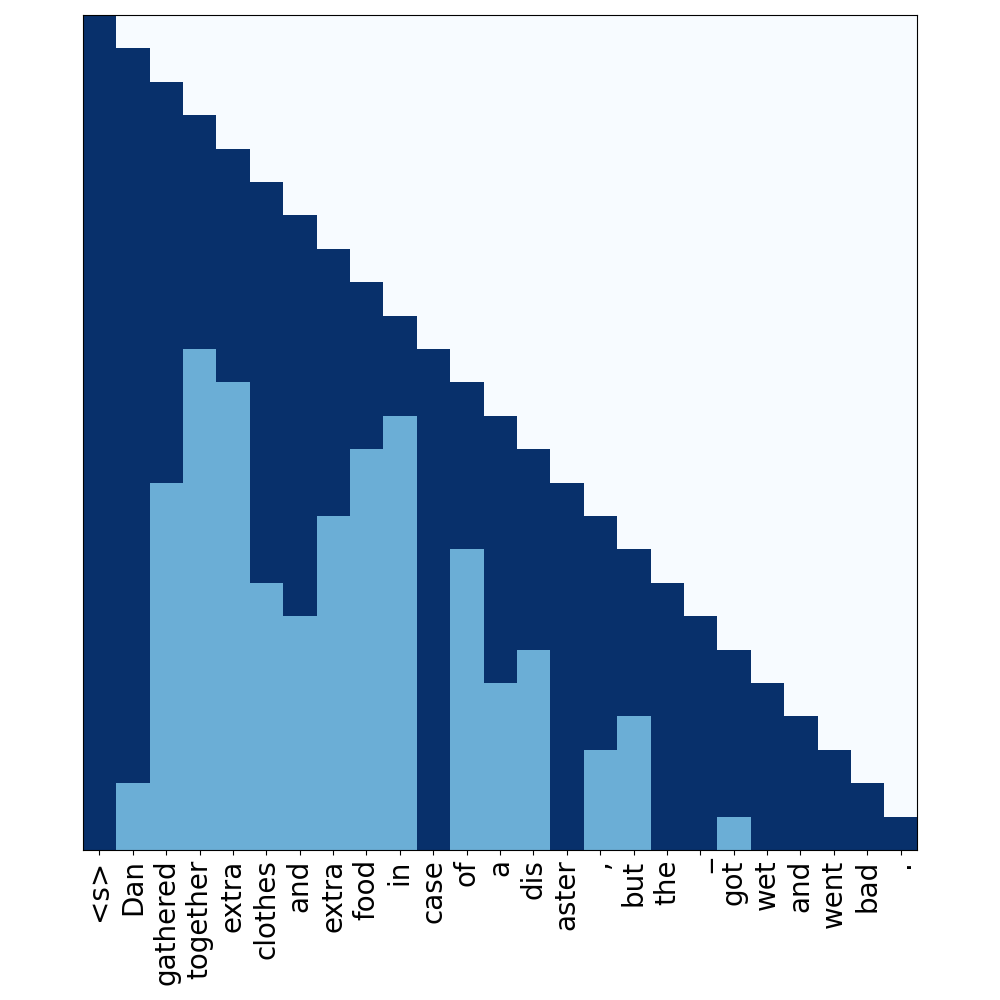 <s>
Dan
gathered
together
extra
clothes
and
extra
food
in
case
of
a
dis
aster
,
but
the
_
got
wet
and
went
bad
.